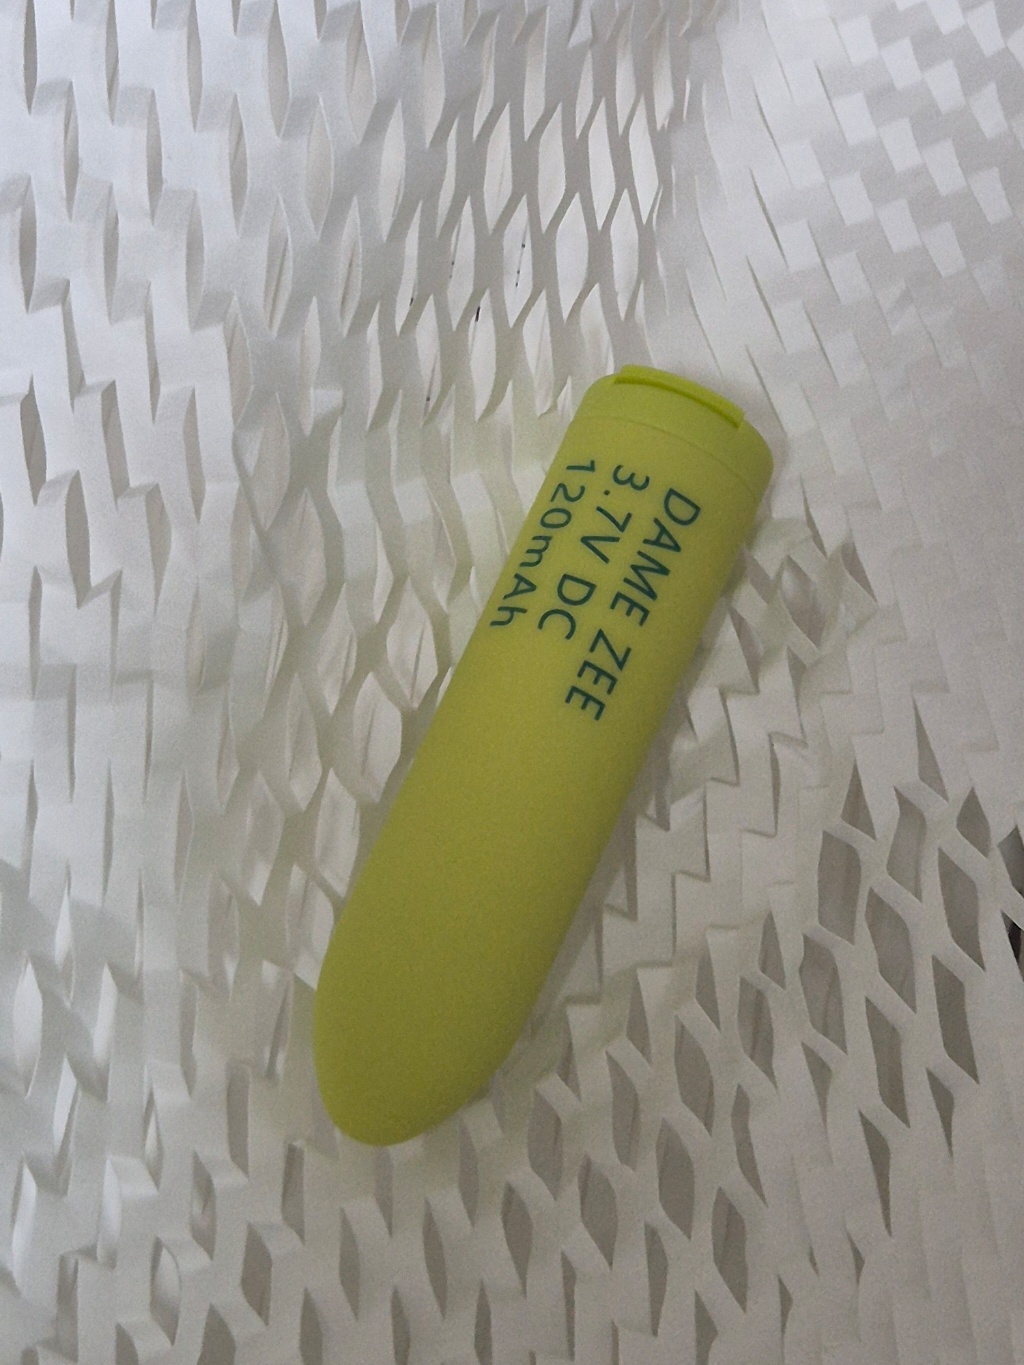 DAME ZEE
3.7V DC
120mAh